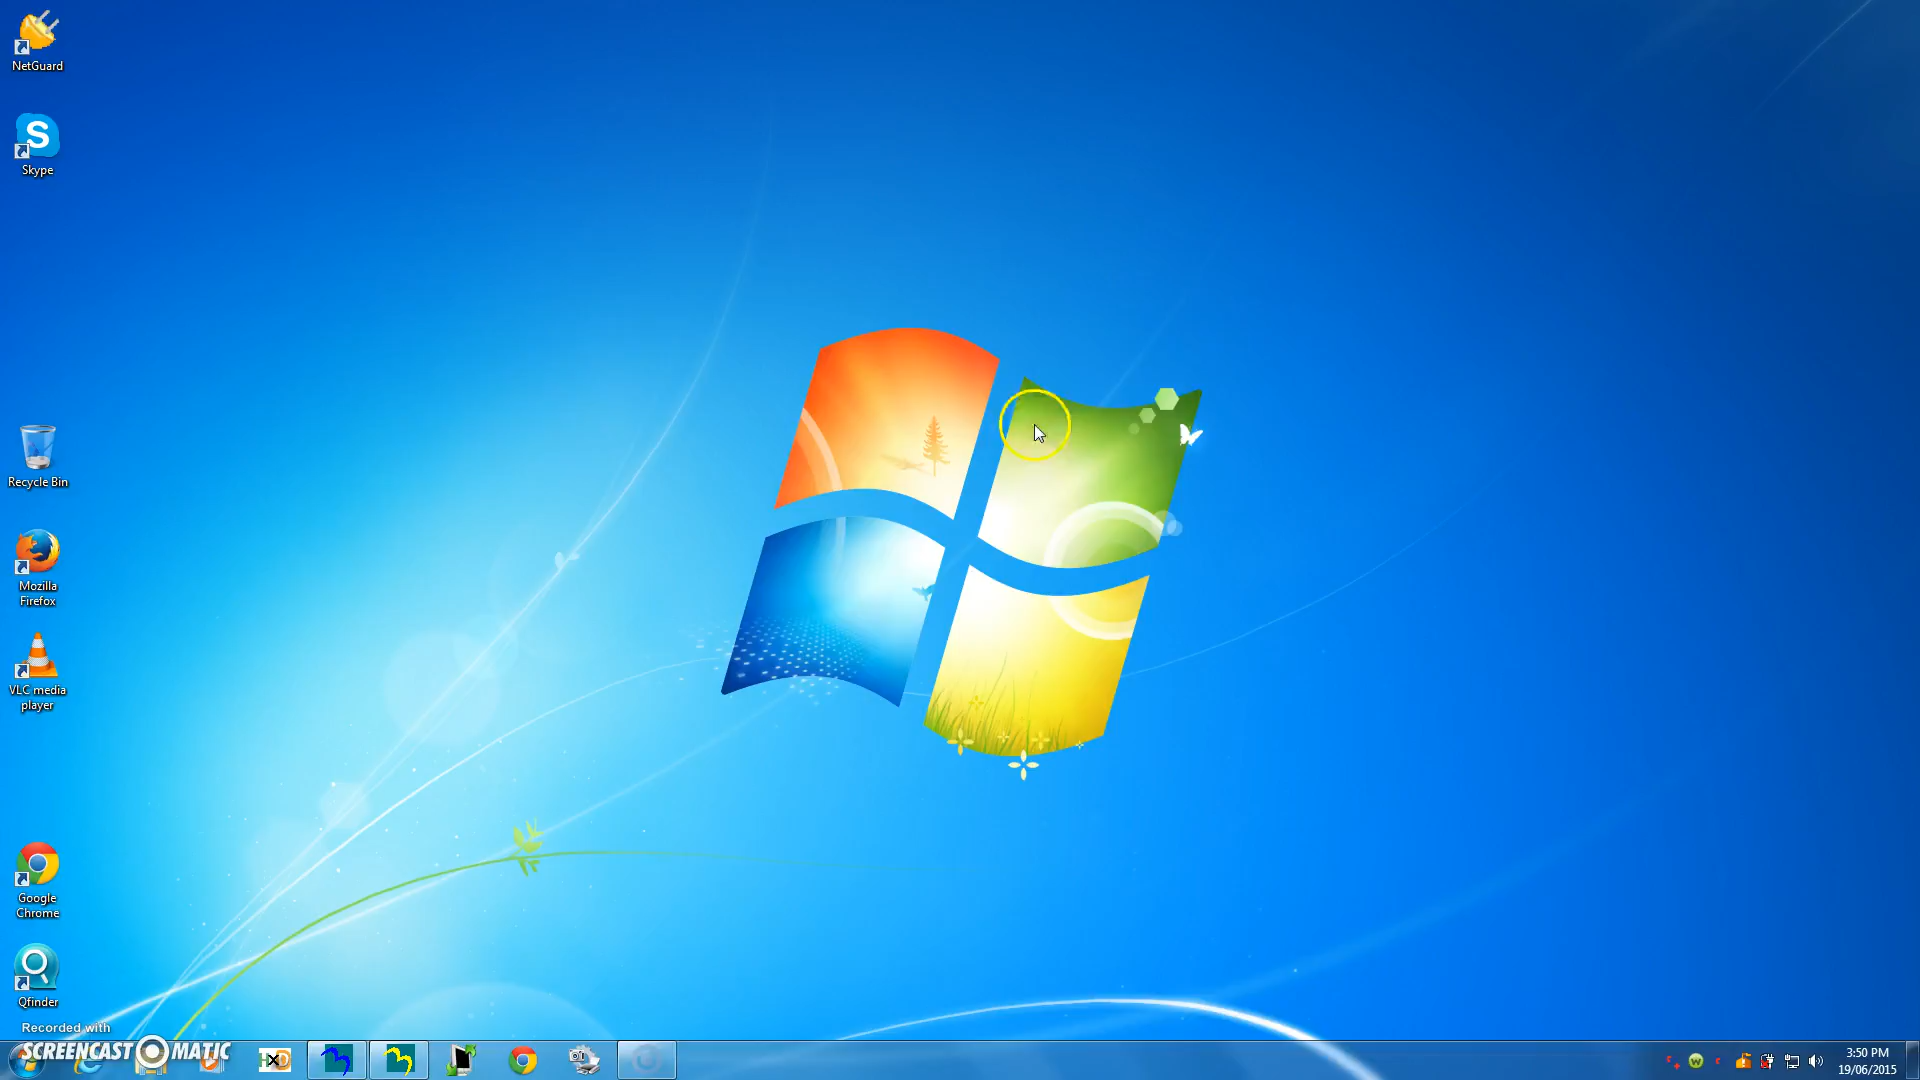 NetGuard
S
Skype
Recycle Bin
Mozilla
Firefox
VLC media
player
Google
Chrome
Qfinder
Recorded with
SCREENCAST MATIC
HxD
3:50 PM
19/06/2015